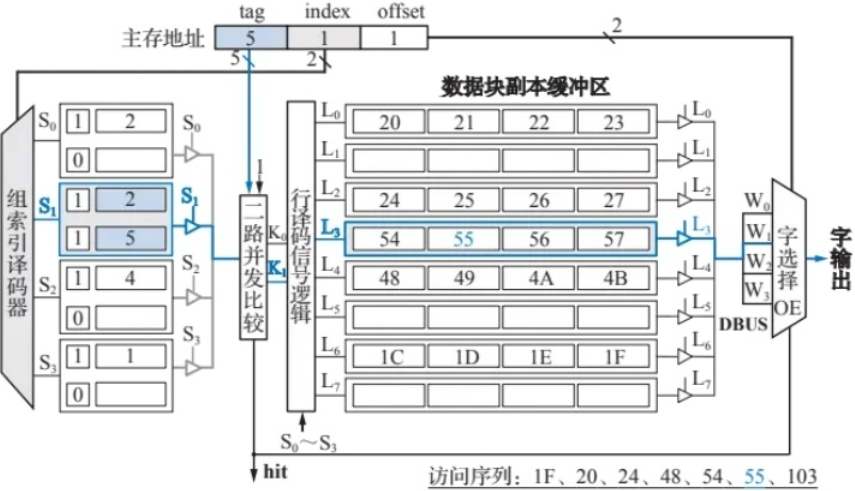 tag index offset
主存地址 5 1 1 2
5 2
数据块副本缓冲区
组索引译码器
S0 1 2 S0
0
S1 1 2 S1
1 5
S2 1 4 S2
0
S3 1 1 S3
0
1
二路并发比较
K0
K1
行译码信号逻辑
S0～S3
L0 20 21 22 23 L0
L1 L1
L2 24 25 26 27 L2
L3 54 55 56 57 L3
L4 48 49 4A 4B L4
L5 L5
L6 1C 1D 1E 1F L6
L7 L7
W0
W1
W2
W3
DBUS
字选择
OE
字输出
hit
访问序列：1F、20、24、48、54、55、103